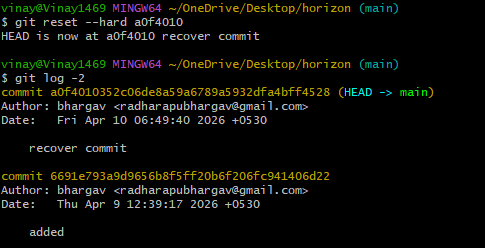 vinay@Vinay1469 MINGW64 ~/OneDrive/Desktop/horizon (main)
$ git reset --hard a0f4010
HEAD is now at a0f4010 recover commit
vinay@Vinay1469 MINGW64 ~/OneDrive/Desktop/horizon (main)
$ git log -2
commit a0f4010352c06de8a59a6789a5932dfa4bff4528 (HEAD -> main)
Author: bhargav <radharapubhargav@gmail.com>
Date:   Fri Apr 10 06:49:40 2026 +0530
recover commit
commit 6691e793a9d9656b8f5ff20b6f206fc941406d22
Author: bhargav <radharapubhargav@gmail.com>
Date:   Thu Apr 9 12:39:17 2026 +0530
added